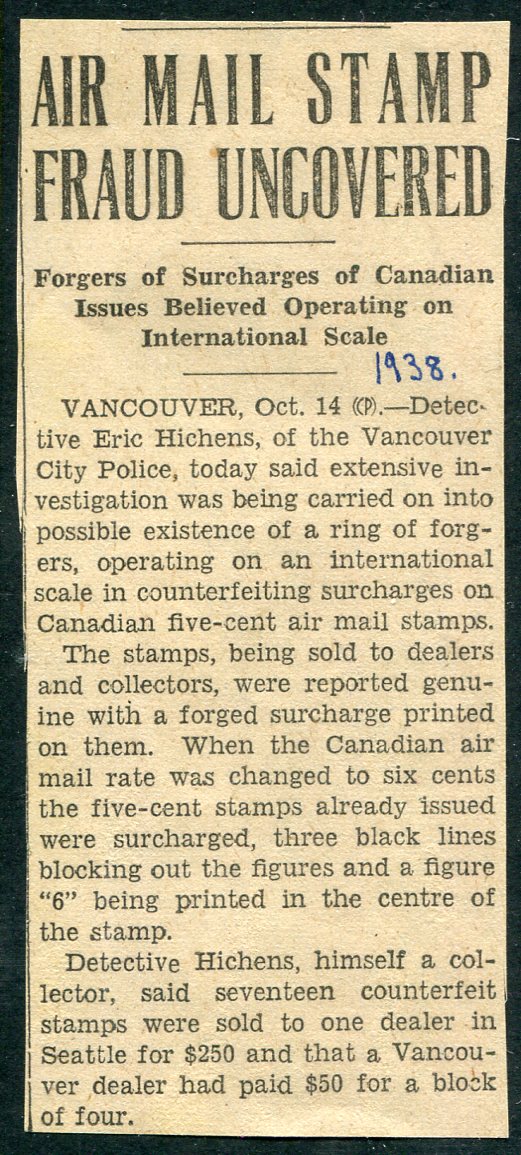 AIR MAIL STAMP
FRAUD UNCOVERED
Forgers of Surcharges of Canadian
Issues Believed Operating on
International Scale
1938.
VANCOUVER, Oct. 14 (CP).—Detec-
tive Eric Hichens, of the Vancouver
City Police, today said extensive in-
vestigation was being carried on into
possible existence of a ring of forg-
ers, operating on an international
scale in counterfeiting surcharges on
Canadian five-cent air mail stamps.
The stamps, being sold to dealers
and collectors, were reported genu-
ine with a forged surcharge printed
on them. When the Canadian air
mail rate was changed to six cents
the five-cent stamps already issued
were surcharged, three black lines
blocking out the figures and a figure
“6” being printed in the centre of
the stamp.
Detective Hichens, himself a col-
lector, said seventeen counterfeit
stamps were sold to one dealer in
Seattle for $250 and that a Vancou-
ver dealer had paid $50 for a block
of four.